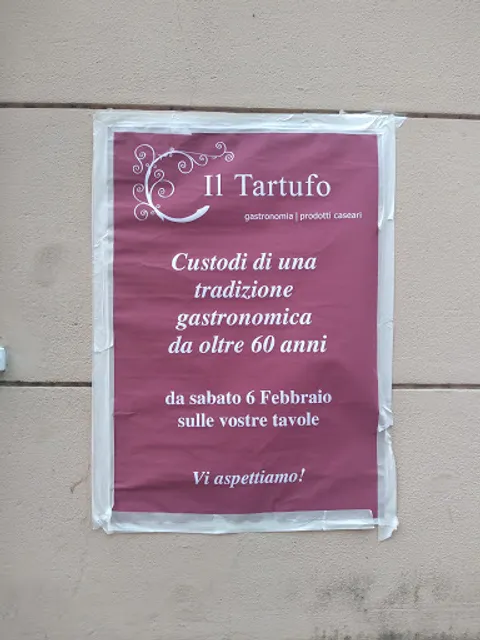 Il Tartufo
gastronomia | prodotti caseari
Custodi di una
tradizione
gastronomica
da oltre 60 anni
da sabato 6 Febbraio
sulle vostre tavole
Vi aspettiamo!